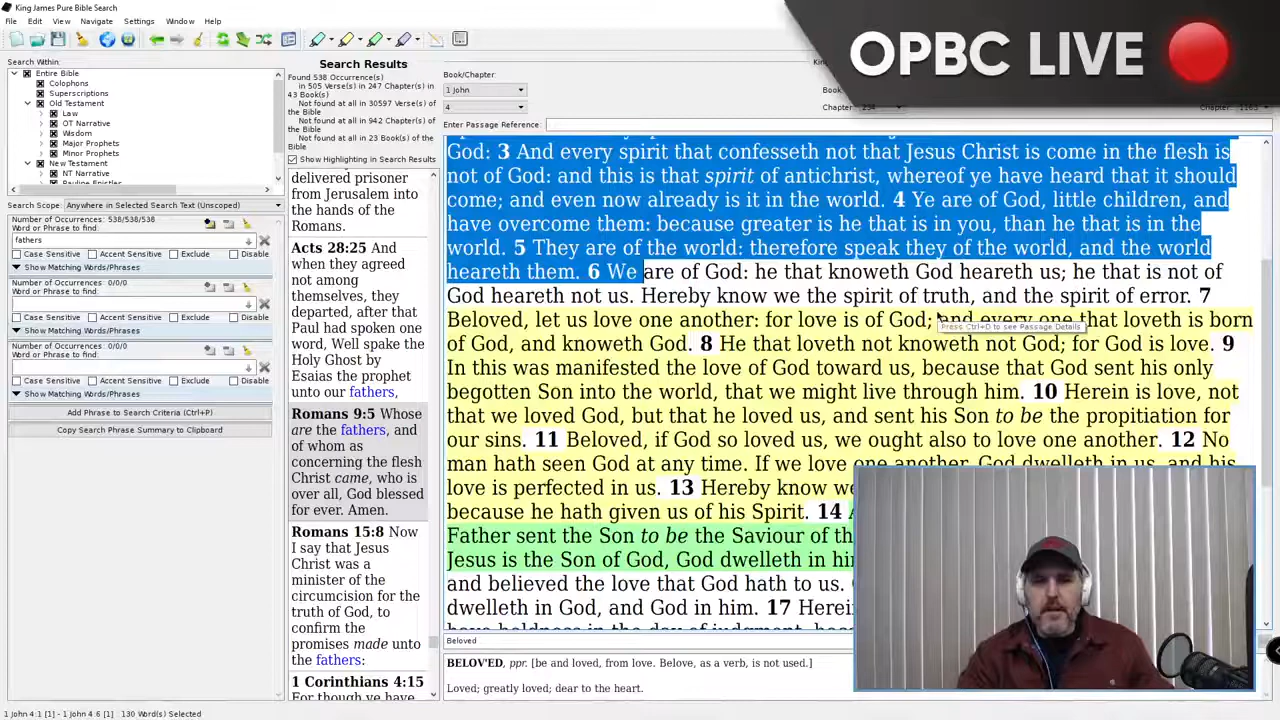 King James Pure Bible Search
File Edit View Navigate Settings Window Help
OPBC LIVE
Search Within:
Entire Bible
Colophons
Superscriptions
Old Testament
Law
OT Narrative
Wisdom
Major Prophets
Minor Prophets
New Testament
NT Narrative
Pauline Epistles
Search Scope: Anywhere in Selected Search Text (Unscoped)
Number of Occurrences: 538/538/538
Word or Phrase to find:
fathers
Case Sensitive Accent Sensitive Exclude Disable
Show Matching Words/Phrases
Number of Occurrences: 0/0/0
Word or Phrase to find:
Case Sensitive Accent Sensitive Exclude Disable
Show Matching Words/Phrases
Number of Occurrences: 0/0/0
Word or Phrase to find:
Case Sensitive Accent Sensitive Exclude Disable
Show Matching Words/Phrases
Add Phrase to Search Criteria (Ctrl+P)
Copy Search Phrase Summary to Clipboard
Search Results
Found 538 Occurrence(s)
in 505 Verse(s) in 247 Chapter(s) in
43 Book(s)
Not found at all in 30597 Verse(s) of
the Bible
Not found at all in 942 Chapter(s) of
the Bible
Not found at all in 23 Book(s) of the
Bible
Show Highlighting in Search Results
delivered prisoner
from Jerusalem into
the hands of the
Romans.
Acts 28:25 And
when they agreed
not among
themselves, they
departed, after that
Paul had spoken one
word, Well spake the
Holy Ghost by
Esaias the prophet
unto our fathers,
Romans 9:5 Whose
are the fathers, and
of whom as
concerning the flesh
Christ came, who is
over all, God blessed
for ever. Amen.
Romans 15:8 Now
I say that Jesus
Christ was a
minister of the
circumcision for the
truth of God, to
confirm the
promises made unto
the fathers:
1 Corinthians 4:15
For though ye have
Book/Chapter:
1 John
4
Chapter: 234
Chapter: 1163
Enter Passage Reference:
God: 3 And every spirit that confesseth not that Jesus Christ is come in the flesh is
not of God: and this is that spirit of antichrist, whereof ye have heard that it should
come; and even now already is it in the world. 4 Ye are of God, little children, and
have overcome them: because greater is he that is in you, than he that is in the
world. 5 They are of the world: therefore speak they of the world, and the world
heareth them. 6 We are of God: he that knoweth God heareth us; he that is not of
God heareth not us. Hereby know we the spirit of truth, and the spirit of error. 7
Beloved, let us love one another: for love is of God; and every one that loveth is born
Press Ctrl+D to see Passage Details
of God, and knoweth God. 8 He that loveth not knoweth not God; for God is love. 9
In this was manifested the love of God toward us, because that God sent his only
begotten Son into the world, that we might live through him. 10 Herein is love, not
that we loved God, but that he loved us, and sent his Son to be the propitiation for
our sins. 11 Beloved, if God so loved us, we ought also to love one another. 12 No
man hath seen God at any time. If we love one another, God dwelleth in us, and his
love is perfected in us. 13 Hereby know we
because he hath given us of his Spirit. 14
Father sent the Son to be the Saviour of th
Jesus is the Son of God, God dwelleth in hi
and believed the love that God hath to us.
dwelleth in God, and God in him. 17 Herei
have boldness in the day of judgment,
Beloved
BELOV'ED, ppr. [be and loved, from love. Belove, as a verb, is not used.]
Loved; greatly loved; dear to the heart.
1 John 4:1 [1] - 1 John 4:6 [1] 130 Word(s) Selected